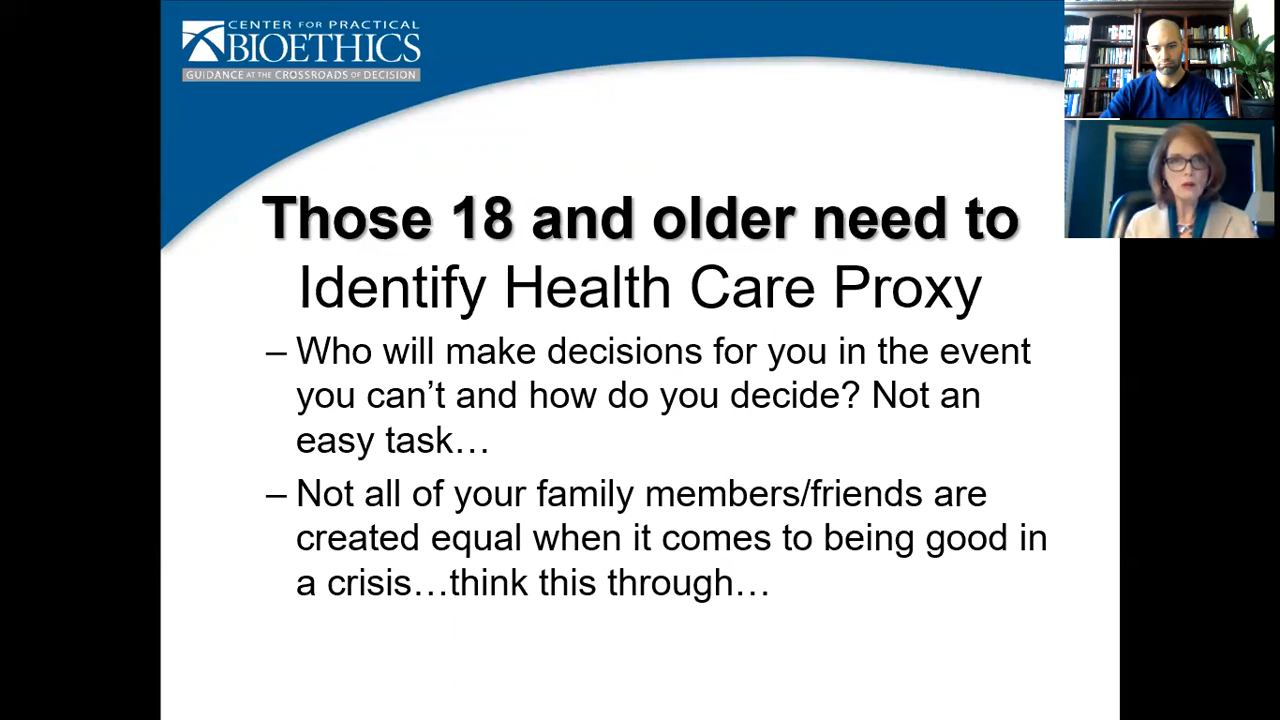 CENTER FOR PRACTICAL
BIOETHICS
GUIDANCE AT THE CROSSROADS OF DECISION
Those 18 and older need to
Identify Health Care Proxy
– Who will make decisions for you in the event
you can’t and how do you decide? Not an
easy task…
– Not all of your family members/friends are
created equal when it comes to being good in
a crisis…think this through…